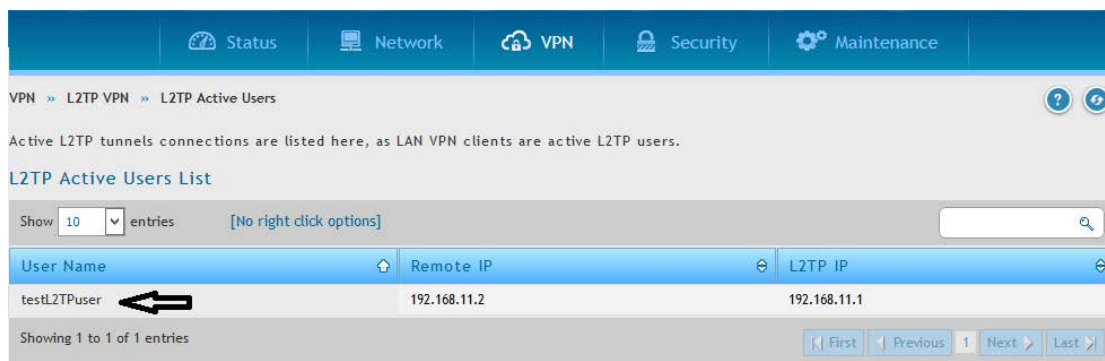 Status Network VPN Security Maintenance
VPN » L2TP VPN » L2TP Active Users
Active L2TP tunnels connections are listed here, as LAN VPN clients are active L2TP users.
L2TP Active Users List
Show 10 entries [No right click options]
User Name Remote IP L2TP IP
testL2TPuser 192.168.11.2 192.168.11.1
Showing 1 to 1 of 1 entries First Previous 1 Next Last